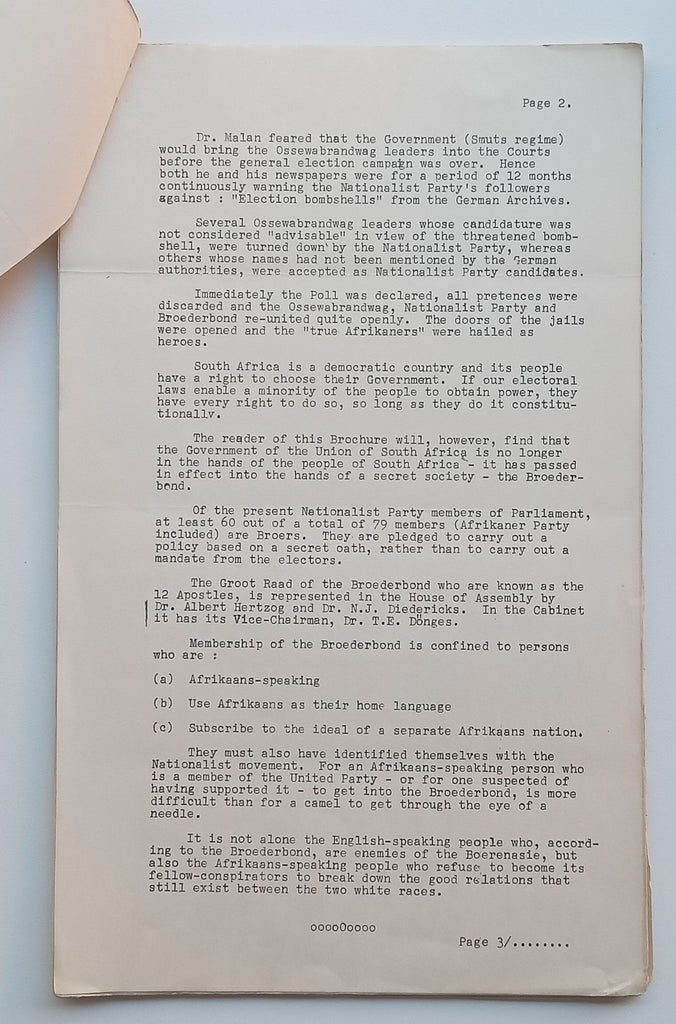 Page 2.
Dr. Malan feared that the Government (Smuts regime)
would bring the Ossewabrandwag leaders into the Courts
before the general election campaign was over. Hence
both he and his newspapers were for a period of 12 months
continuously warning the Nationalist Party's followers
against : "Election bombshells" from the German Archives.
Several Ossewabrandwag leaders whose candidature was
not considered "advisable" in view of the threatened bomb-
shell, were turned down by the Nationalist Party, whereas
others whose names had not been mentioned by the German
authorities, were accepted as Nationalist Party candidates.
Immediately the Poll was declared, all pretences were
discarded and the Ossewabrandwag, Nationalist Party and
Broederbond re-united quite openly. The doors of the jails
were opened and the "true Afrikaners" were hailed as
heroes.
South Africa is a democratic country and its people
have a right to choose their Government. If our electoral
laws enable a minority of the people to obtain power, they
have every right to do so, so long as they do it constitu-
tionally.
The reader of this Brochure will, however, find that
the Government of the Union of South Africa is no longer
in the hands of the people of South Africa - it has passed
in effect into the hands of a secret society - the Broeder-
bond.
Of the present Nationalist Party members of Parliament,
at least 60 out of a total of 79 members (Afrikaner Party
included) are Broers. They are pledged to carry out a
policy based on a secret oath, rather than to carry out a
mandate from the electors.
The Groot Raad of the Broederbond who are known as the
12 Apostles, is represented in the House of Assembly by
Dr. Albert Hertzog and Dr. N.J. Diedericks. In the Cabinet
it has its Vice-Chairman, Dr. T.E. Dönges.
Membership of the Broederbond is confined to persons
who are :
(a) Afrikaans-speaking
(b) Use Afrikaans as their home language
(c) Subscribe to the ideal of a separate Afrikaans nation.
They must also have identified themselves with the
Nationalist movement. For an Afrikaans-speaking person who
is a member of the United Party - or for one suspected of
having supported it - to get into the Broederbond, is more
difficult than for a camel to get through the eye of a
needle.
It is not alone the English-speaking people who, accord-
ing to the Broederbond, are enemies of the Boerenasie, but
also the Afrikaans-speaking people who refuse to become its
fellow-conspirators to break down the good relations that
still exist between the two white races.
ooooOoooo
Page 3/........